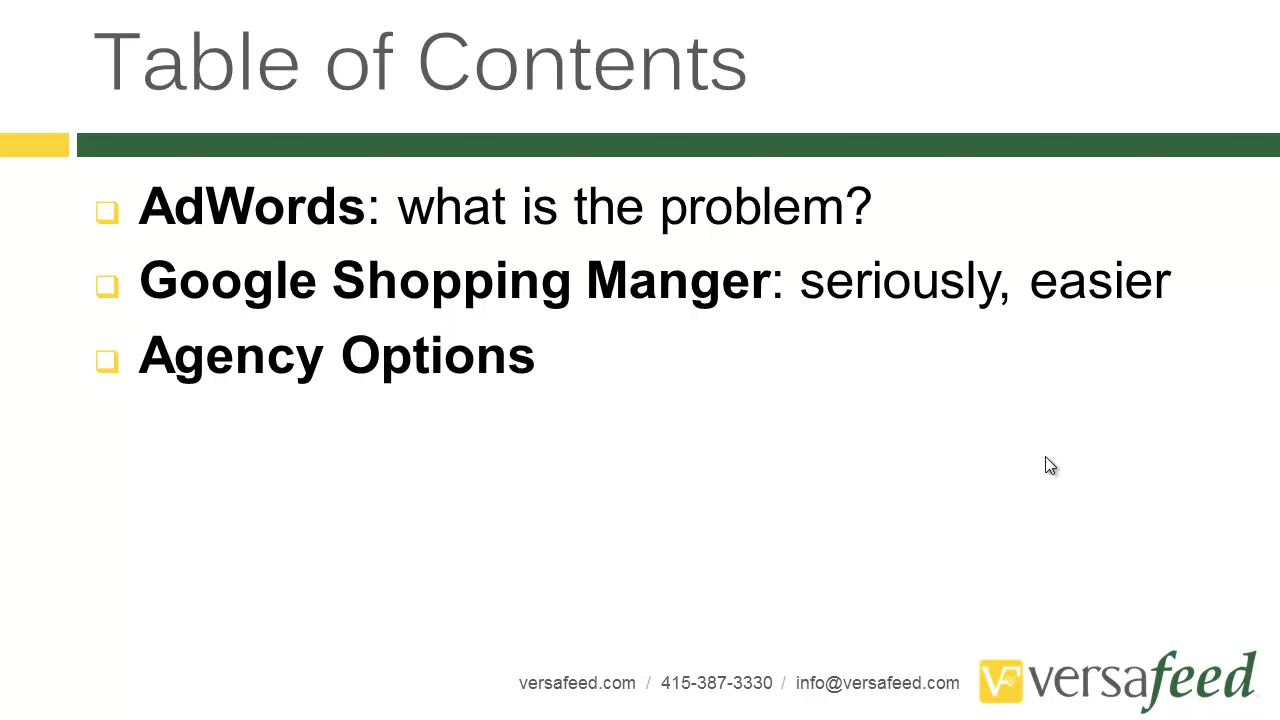 Table of Contents
AdWords: what is the problem?
Google Shopping Manger: seriously, easier
Agency Options
versafeed.com / 415-387-3330 / info@versafeed.com
VF versafeed